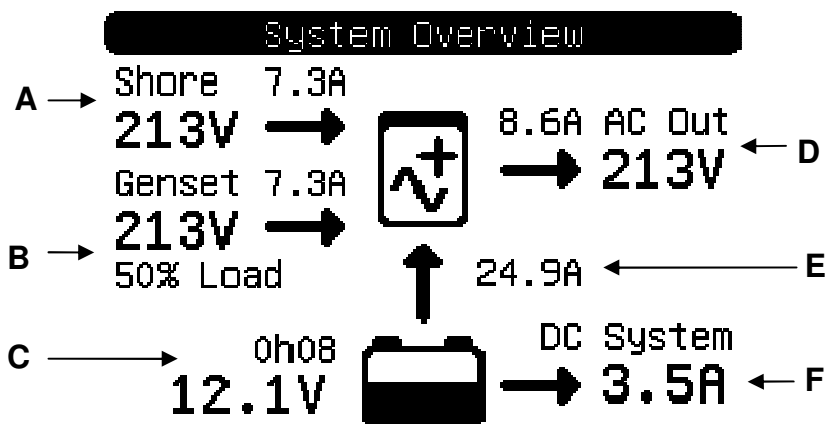 System Overview
A
Shore 7.3A
213V
Genset 7.3A
213V
B
50% Load
8.6A AC Out
213V
D
24.9A
E
C
0h08
12.1V
DC System
3.5A
F